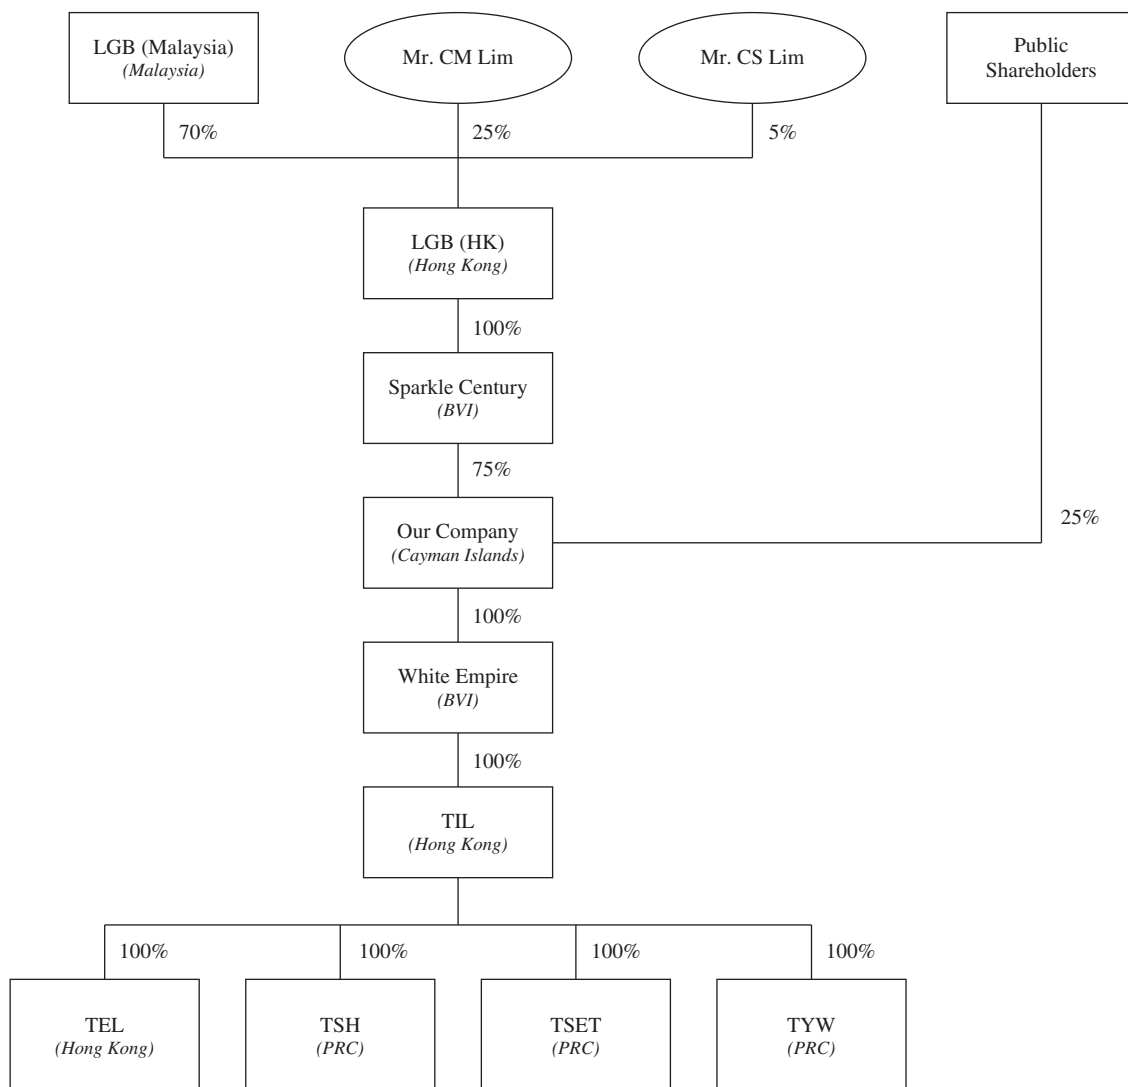 LGB (Malaysia)
(Malaysia)
Mr. CM Lim
Mr. CS Lim
Public
Shareholders
70%
25%
5%
LGB (HK)
(Hong Kong)
100%
Sparkle Century
(BVI)
75%
Our Company
(Cayman Islands)
25%
100%
White Empire
(BVI)
100%
TIL
(Hong Kong)
100%
100%
100%
100%
TEL
(Hong Kong)
TSH
(PRC)
TSET
(PRC)
TYW
(PRC)